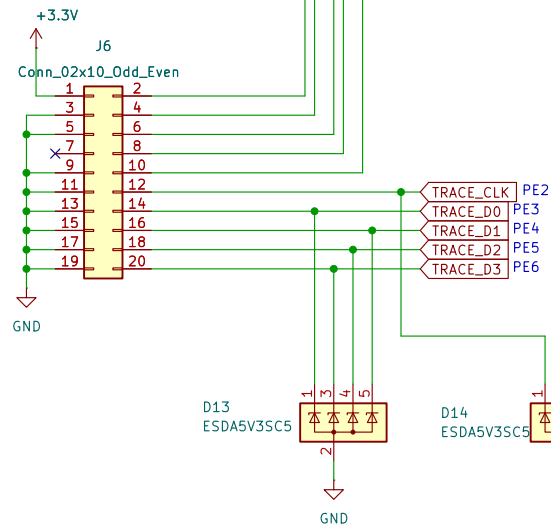 +3.3V
J6
Conn_02x10_Odd_Even
1 2
3 4
5 6
7 8
9 10
11 12 TRACE_CLK PE2
13 14 TRACE_D0 PE3
15 16 TRACE_D1 PE4
17 18 TRACE_D2 PE5
19 20 TRACE_D3 PE6
GND
1 3 4 5 1
D13
ESDA5V3SC5
D14
ESDA5V3SC5
2
GND